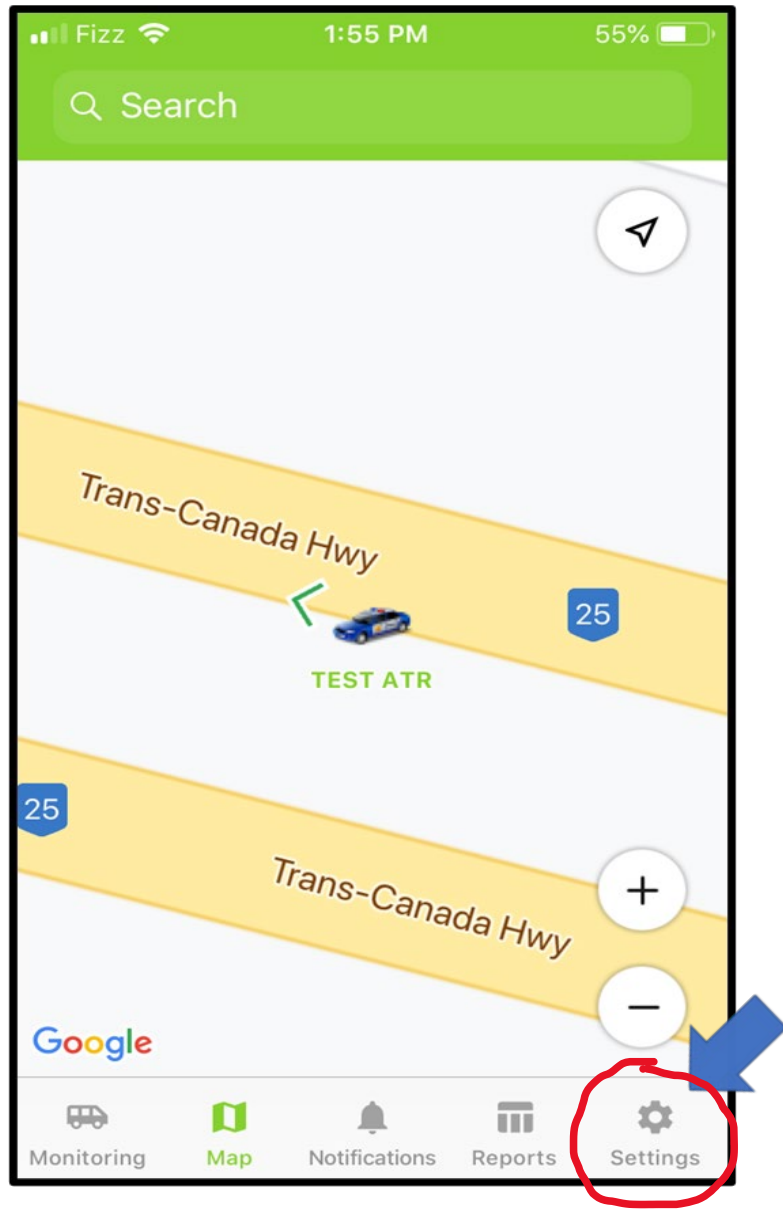 Fizz 1:55 PM 55%
Search
Trans-Canada Hwy
25
TEST ATR
25
Trans-Canada Hwy
Google
Monitoring Map Notifications Reports Settings